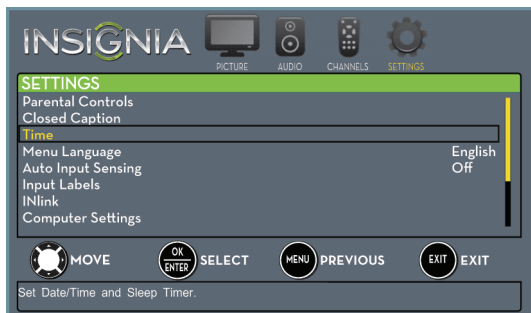 INSIGNIA
PICTURE AUDIO CHANNELS SETTINGS
SETTINGS
Parental Controls
Closed Caption
Time
Menu Language English
Auto Input Sensing Off
Input Labels
INlink
Computer Settings
MOVE OK ENTER SELECT MENU PREVIOUS EXIT EXIT
Set Date/Time and Sleep Timer.